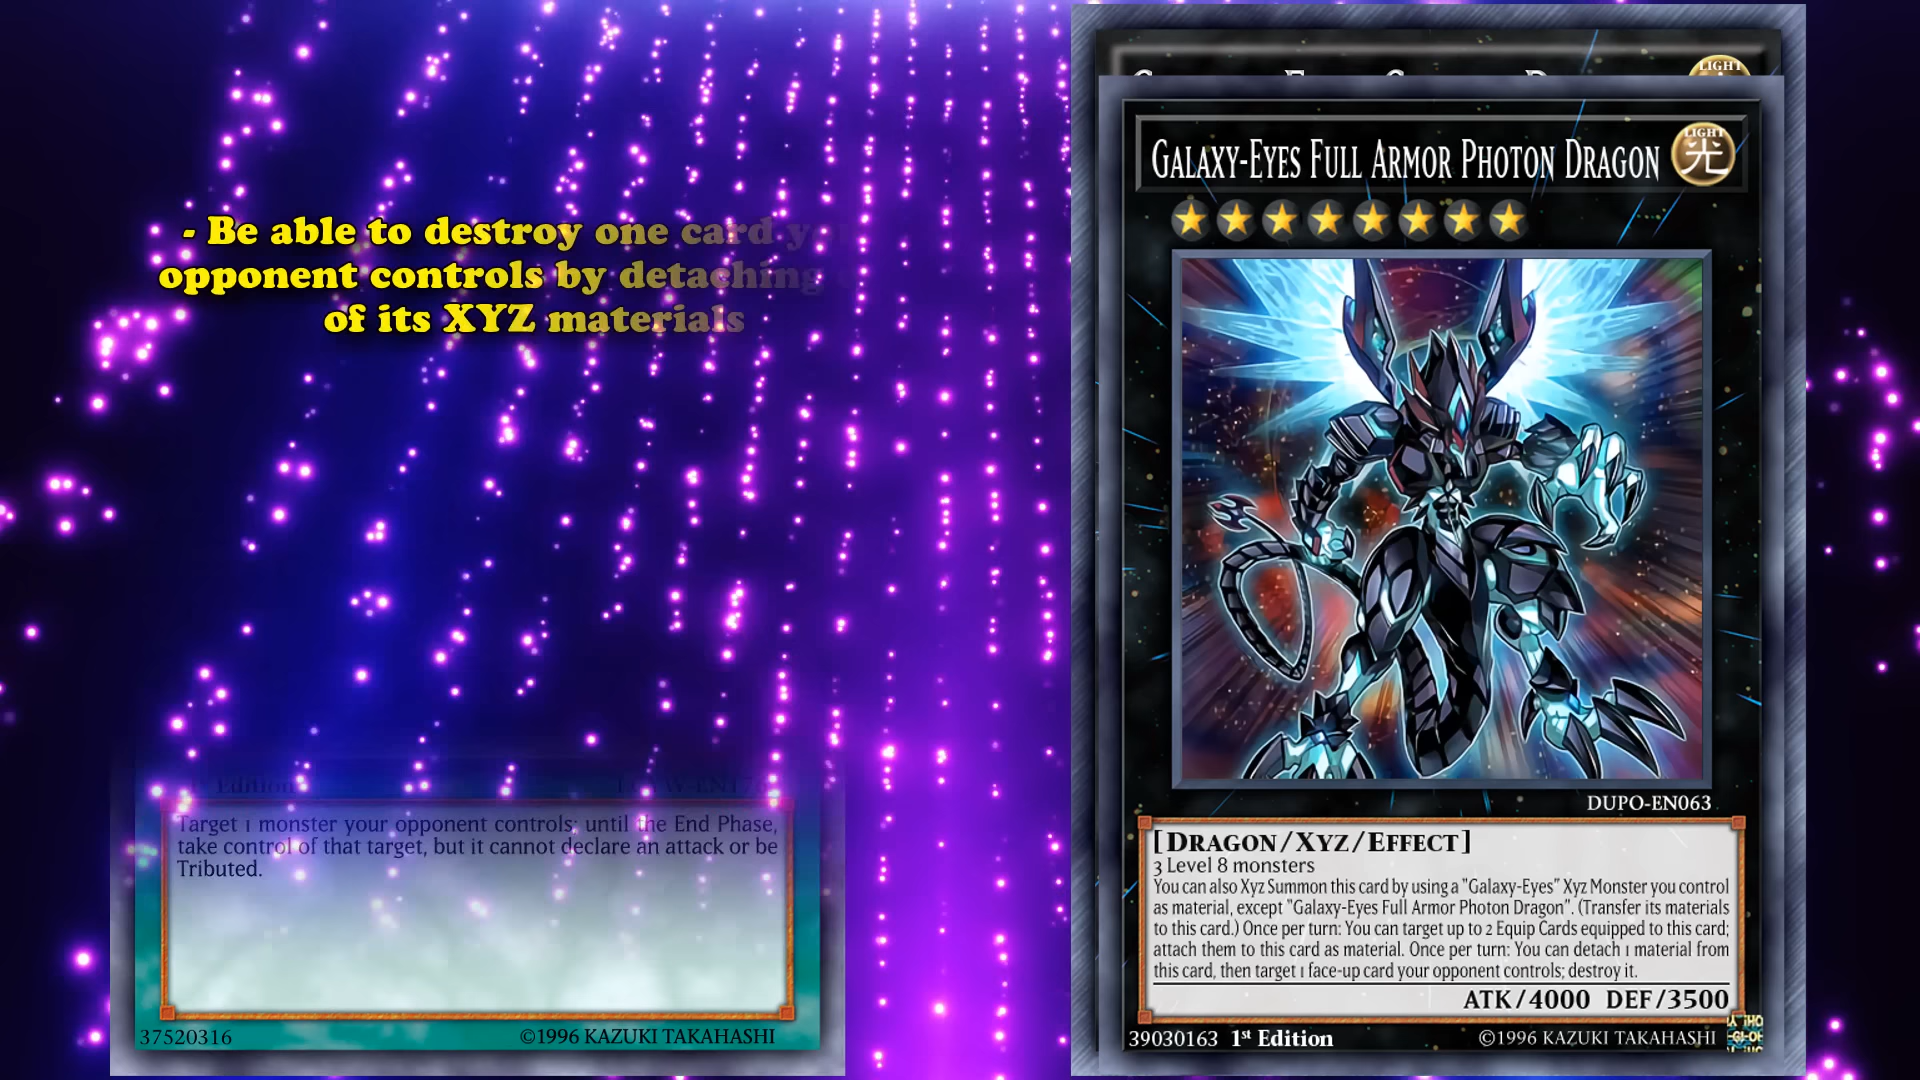 - Be able to destroy one card
opponent controls by detaching
of its XYZ materials
Edition
Target 1 monster your opponent controls; until the End Phase,
take control of that target, but it cannot declare an attack or be
Tributed.
37520316 ©1996 KAZUKI TAKAHASHI
LIGHT
GALAXY-EYES FULL ARMOR PHOTON DRAGON
LIGHT
光
DUPO-EN063
[DRAGON/XYZ/EFFECT]
3 Level 8 monsters
You can also Xyz Summon this card by using a "Galaxy-Eyes" Xyz Monster you control
as material, except "Galaxy-Eyes Full Armor Photon Dragon". (Transfer its materials
to this card.) Once per turn: You can target up to 2 Equip Cards equipped to this card;
attach them to this card as material. Once per turn: You can detach 1 material from
this card, then target 1 face-up card your opponent controls; destroy it.
ATK/4000 DEF/3500
39030163 1st Edition ©1996 KAZUKI TAKAHASHI